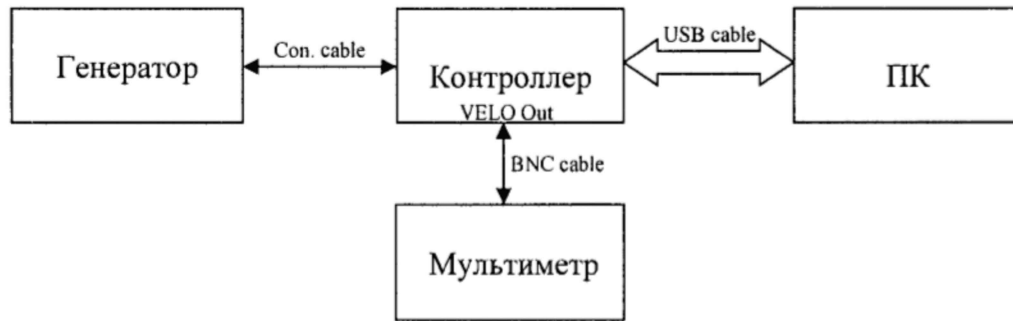 Генератор
Con. cable
Контроллер
VELO Out
USB cable
ПК
BNC cable
Мультиметр